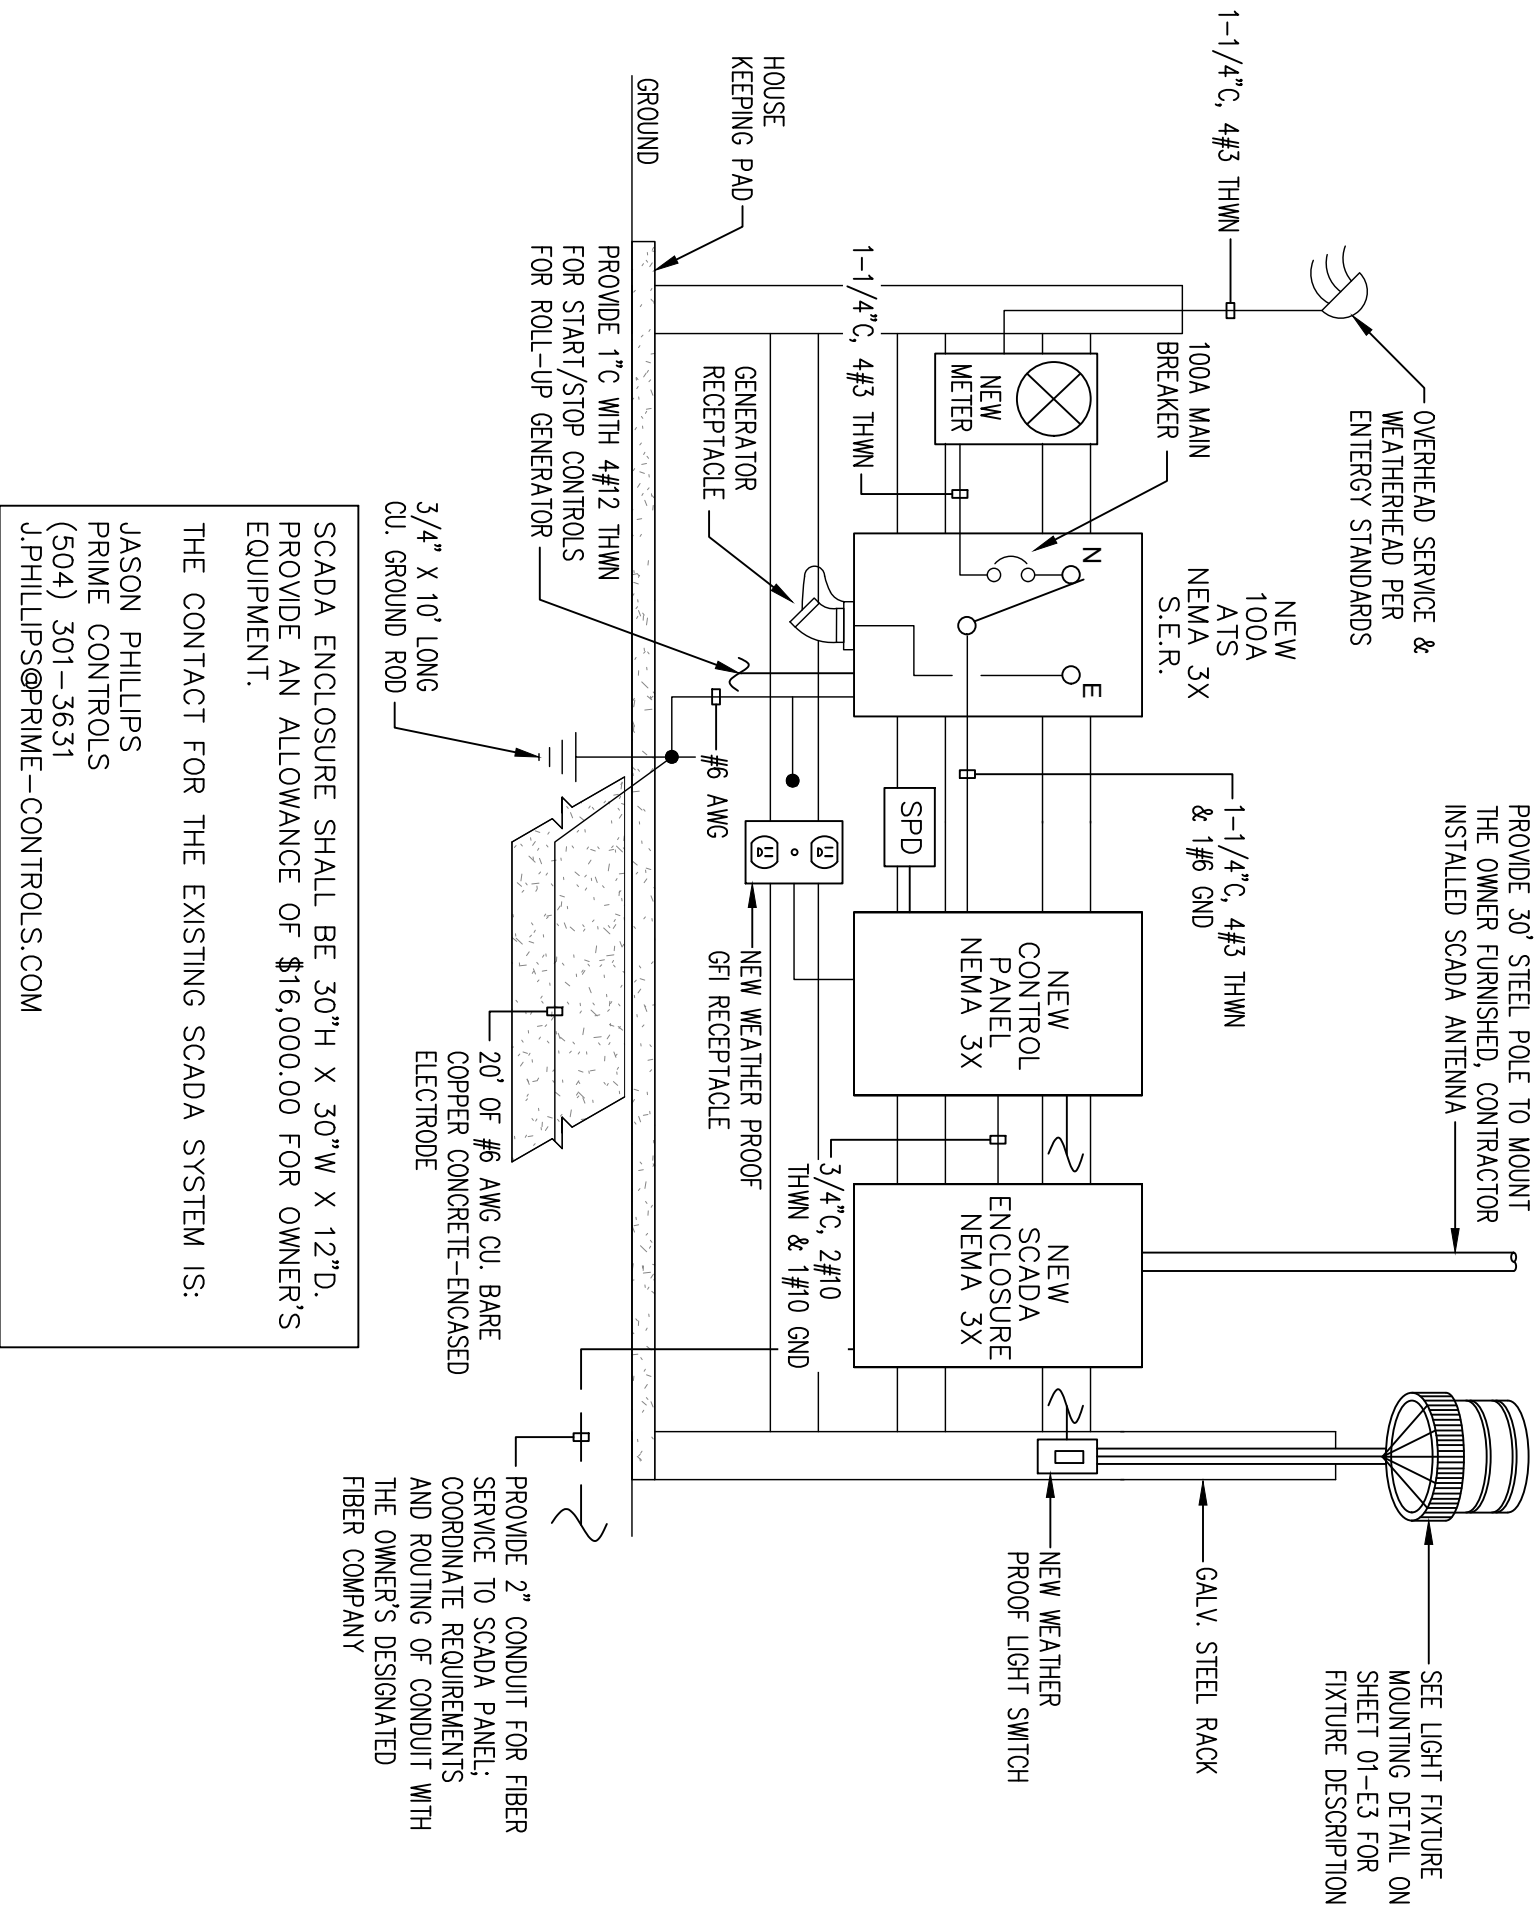 1-1/4"C, 4#3 THWN
OVERHEAD SERVICE &
WEATHERHEAD PER
ENTERGY STANDARDS
PROVIDE 30' STEEL POLE TO MOUNT
THE OWNER FURNISHED, CONTRACTOR
INSTALLED SCADA ANTENNA
SEE LIGHT FIXTURE
MOUNTING DETAIL ON
SHEET 01-E3 FOR
FIXTURE DESCRIPTION
100A MAIN
BREAKER
NEW
100A
ATS
NEMA 3X
S.E.R.
1-1/4"C, 4#3 THWN
& 1#6 GND
GALV. STEEL RACK
NEW WEATHER
PROOF LIGHT SWITCH
NEW
METER
N
E
SPD
NEW
CONTROL
PANEL
NEMA 3X
NEW
SCADA
ENCLOSURE
NEMA 3X
1-1/4"C, 4#3 THWN
HOUSE
KEEPING PAD
GENERATOR
RECEPTACLE
#6 AWG
NEW WEATHER PROOF
GFI RECEPTACLE
3/4"C, 2#10
THWN & 1#10 GND
GROUND
PROVIDE 1"C WITH 4#12 THWN
FOR START/STOP CONTROLS
FOR ROLL-UP GENERATOR
3/4" X 10' LONG
CU. GROUND ROD
20' OF #6 AWG CU. BARE
COPPER CONCRETE-ENCASED
ELECTRODE
PROVIDE 2" CONDUIT FOR FIBER
SERVICE TO SCADA PANEL;
COORDINATE REQUIREMENTS
AND ROUTING OF CONDUIT WITH
THE OWNER'S DESIGNATED
FIBER COMPANY
SCADA ENCLOSURE SHALL BE 30"H X 30"W X 12"D.
PROVIDE AN ALLOWANCE OF $16,000.00 FOR OWNER'S
EQUIPMENT.
THE CONTACT FOR THE EXISTING SCADA SYSTEM IS:
JASON PHILLIPS
PRIME CONTROLS
(504) 301-3631
J.PHILLIPS@PRIME-CONTROLS.COM